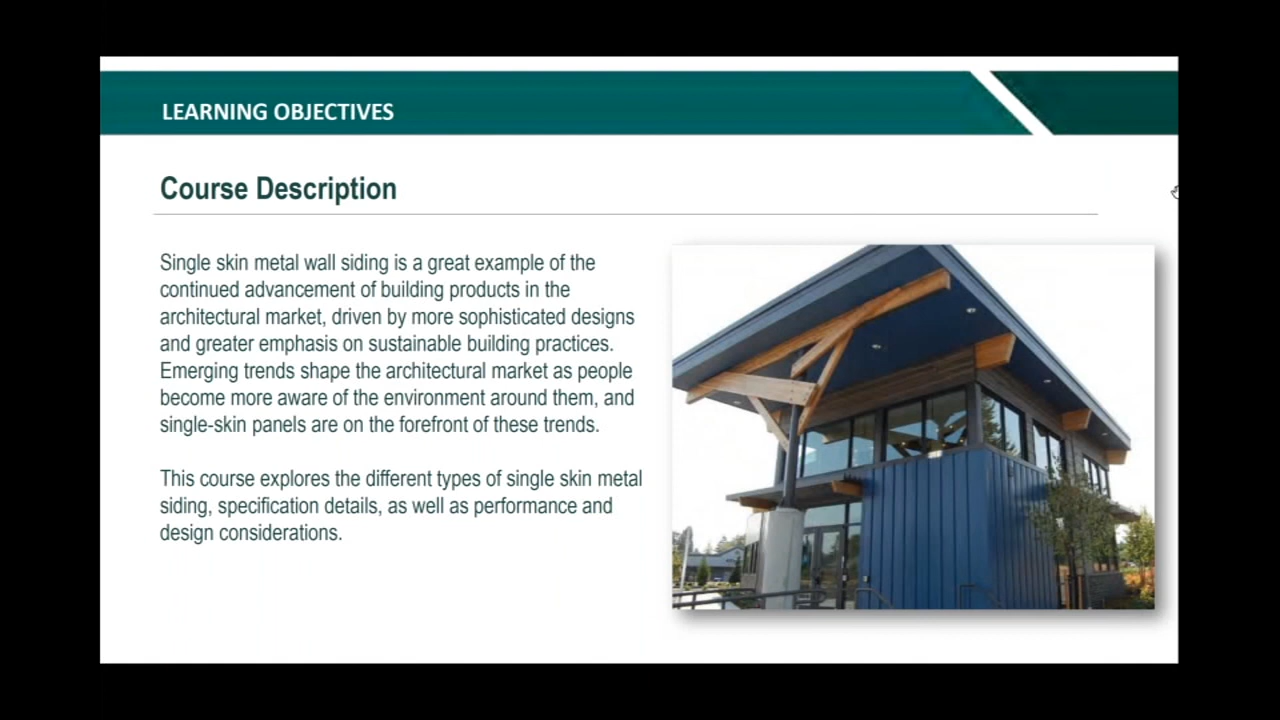 LEARNING OBJECTIVES
Course Description
Single skin metal wall siding is a great example of the
continued advancement of building products in the
architectural market, driven by more sophisticated designs
and greater emphasis on sustainable building practices.
Emerging trends shape the architectural market as people
become more aware of the environment around them, and
single-skin panels are on the forefront of these trends.
This course explores the different types of single skin metal
siding, specification details, as well as performance and
design considerations.